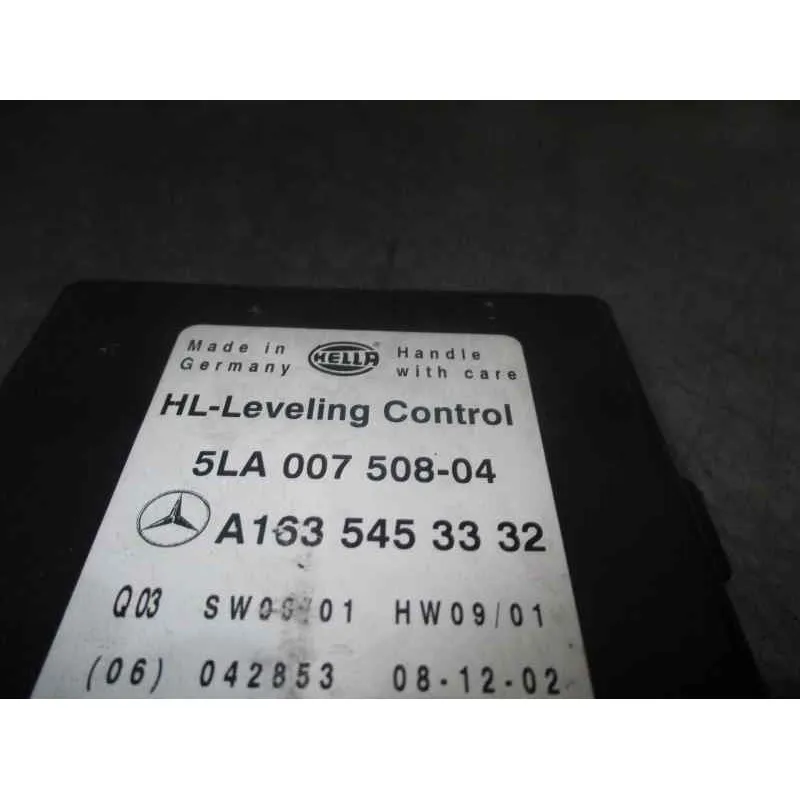 Made in Germany
HELLA
Handle with care
HL-Leveling Control
5LA 007 508-04
A163 545 33 32
Q03 HW09/01
(06) 042853 08-12-02